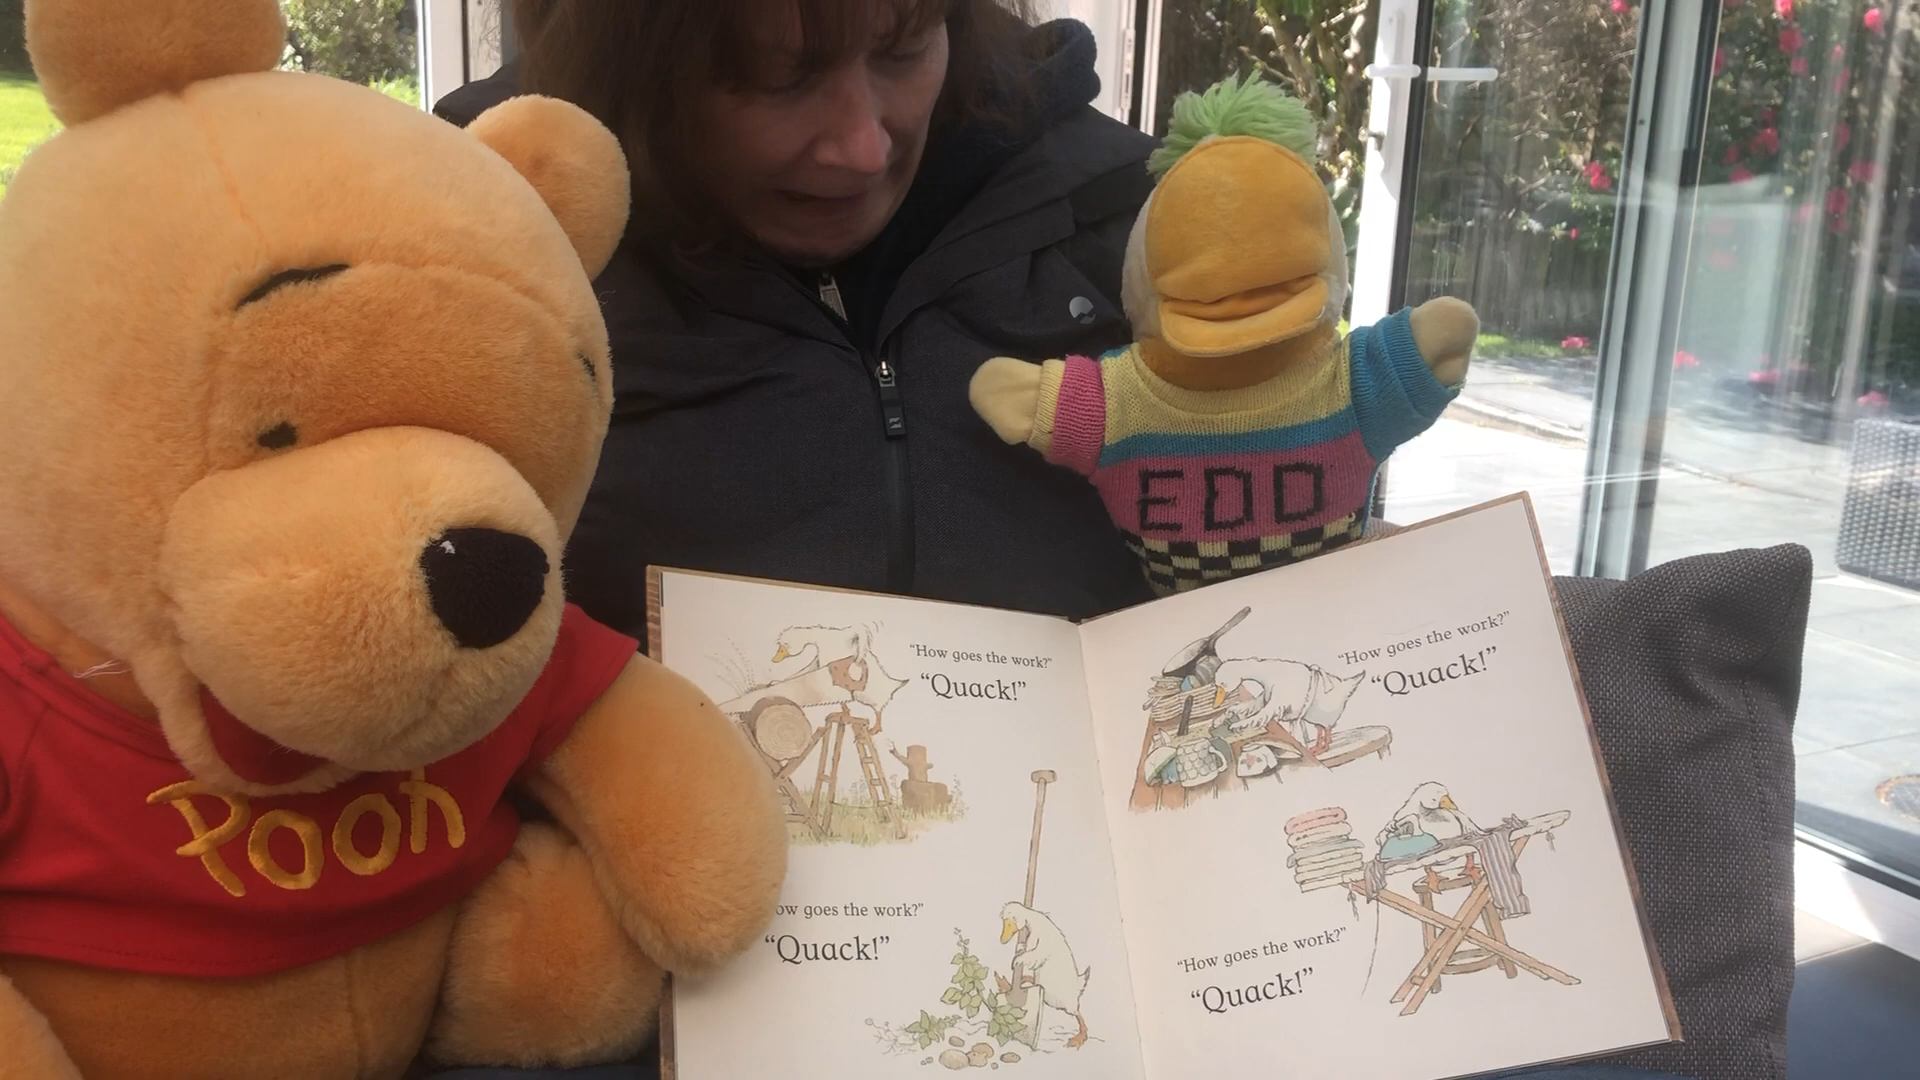 Pooh
EDD
"How goes the work?"
"Quack!"
goes the work?"
"Quack!"
"How goes the work?"
"Quack!"
"How goes the work?"
"Quack!"